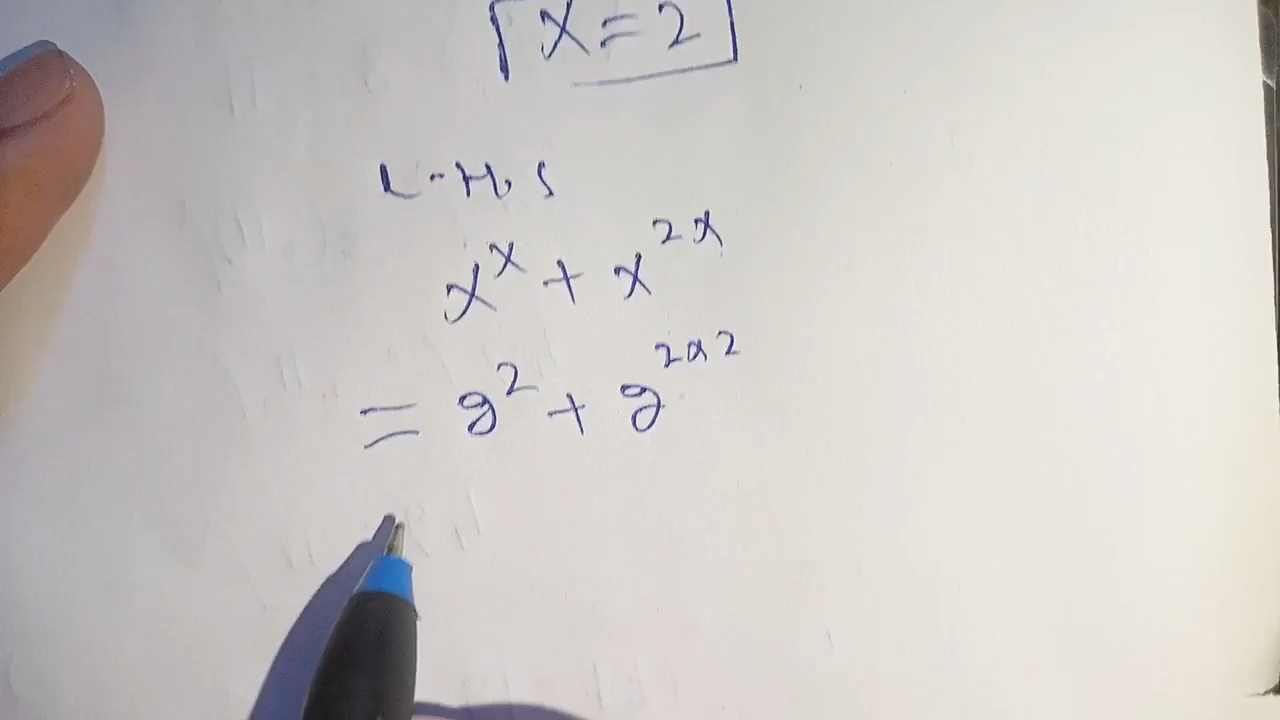 x = 2
L.H.S
x^x + x^{2x}
= 2^2 + 2^{2x2}